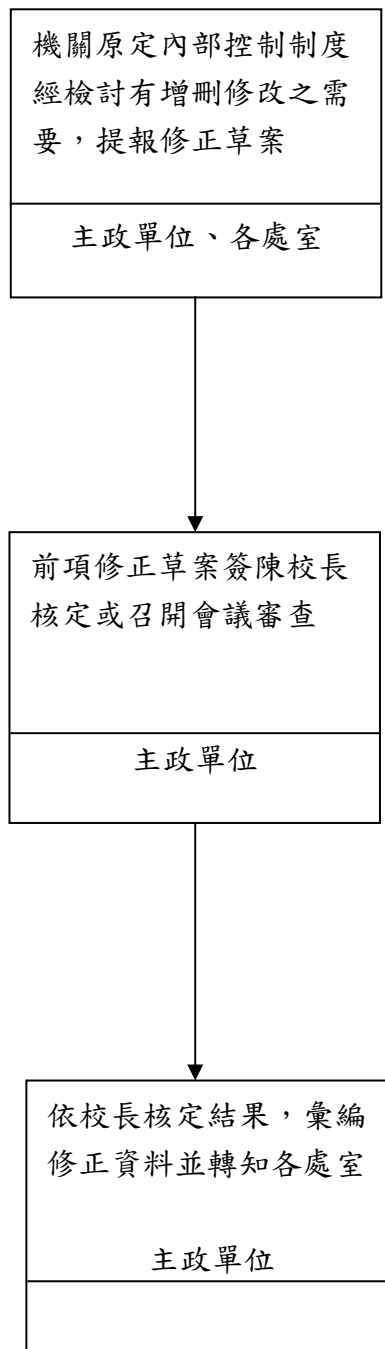 機關原定內部控制制度
經檢討有增刪修改之需
要，提報修正草案
主政單位、各處室
前項修正草案簽陳校長
核定或召開會議審查
主政單位
依校長核定結果，彙編
修正資料並轉知各處室
主政單位